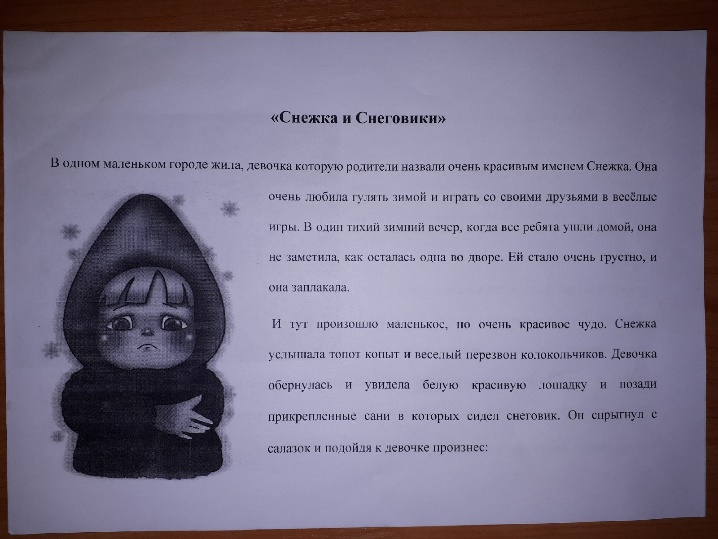 «Снежка и Снеговики»
В одном маленьком городе жила, девочка которую родители назвали очень красивым именем Снежка. Она
очень любила гулять зимой и играть со своими друзьями в весёлые
игры. В один тихий зимний вечер, когда все ребята ушли домой, она
не заметила, как осталась одна во дворе. Ей стало очень грустно, и
она заплакала.
И тут произошло маленькое, но очень красивое чудо. Снежка
услышала топот копыт и веселый перезвон колокольчиков. Девочка
обернулась и увидела белую красивую лошадку и позади
прикрепленные сани в которых сидел снеговик. Он спрыгнул с
салазок и подойдя к девочке произнес: